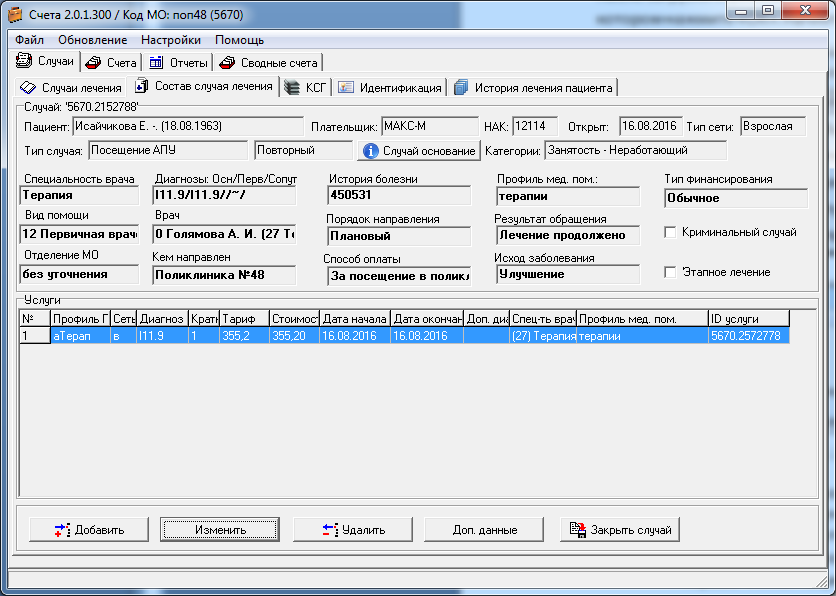 Счета 2.0.1.300 / Код МО: поп48 (5670)
Файл Обновление Настройки Помощь
Случаи Счета Отчеты Сводные счета
Случаи лечения Состав случая лечения КСГ Идентификация История лечения пациента
Случай: '5670.2152788'
Пациент: Исайчикова Е. -. (18.08.1963) Плательщик: МАКС-М НАК: 12114 Открыт: 16.08.2016 Тип сети: Взрослая
Тип случая: Посещение АПУ Повторный Случай основание Категории: Занятость - Неработающий
Специальность врача Диагнозы: Осн/Перв/Сопут История болезни Профиль мед. пом.: Тип финансирования
Терапия I11.9/I11.9//~/ 450531 терапии Обычное
Вид помощи Врач Порядок направления Результат обращения
12 Первичная врач 0 Голямова А. И. (27 Те Плановый Лечение продолжено Криминальный случай
Отделение МО Кем направлен Способ оплаты Исход заболевания
без уточнения Поликлиника №48 За посещение в полик Улучшение Этапное лечение
Услуги
№ Профиль Г Сеть Диагноз Кратн Тариф Стоимост Дата начала Дата окончан Доп. диа Спец-ть врач Профиль мед. пом. ID услуги
1 аТерап в I11.9 1 355,2 355,20 16.08.2016 16.08.2016 (27) Терапия терапии 5670.2572778
Добавить Изменить Удалить Доп. данные Закрыть случай